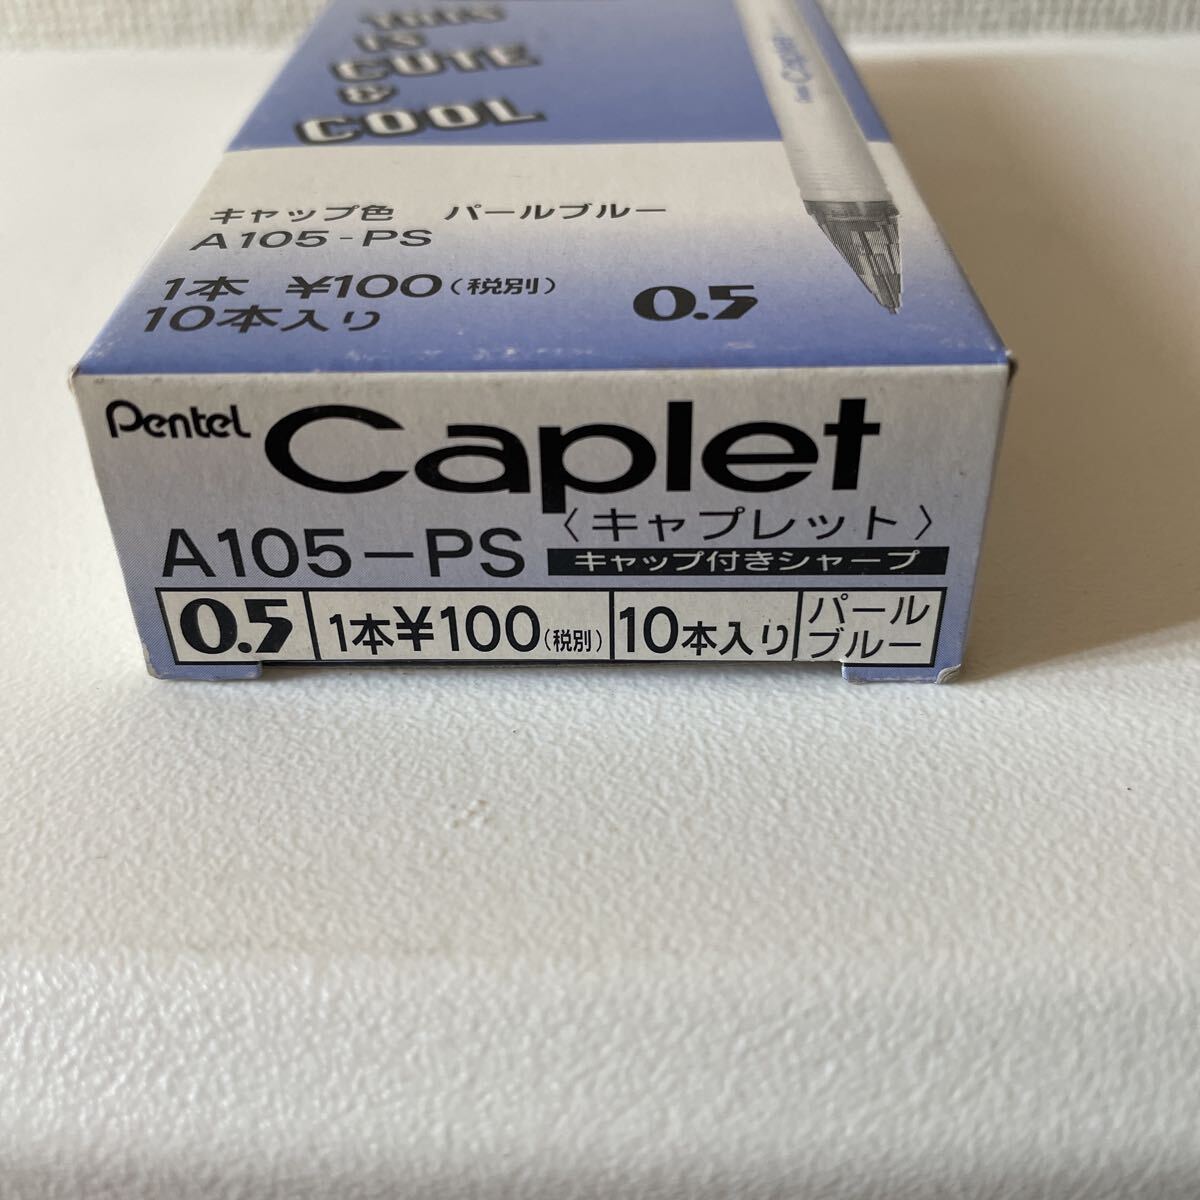 THIS
IS
CUTE
&
COOL
Caplet
キャップ色 パールブルー
A105-PS
1本 ¥100(税別)
10本入り
0.5
Pentel Caplet
〈キャプレット〉
A105-PS
キャップ付きシャープ
0.5
1本¥100(税別)
10本入り
パール
ブルー